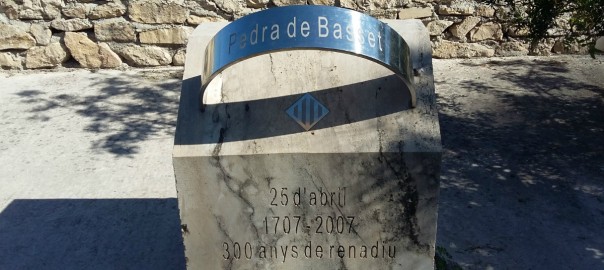 Pedra de Basset
25 d'abril
1707-2007
300 anys de renadiu